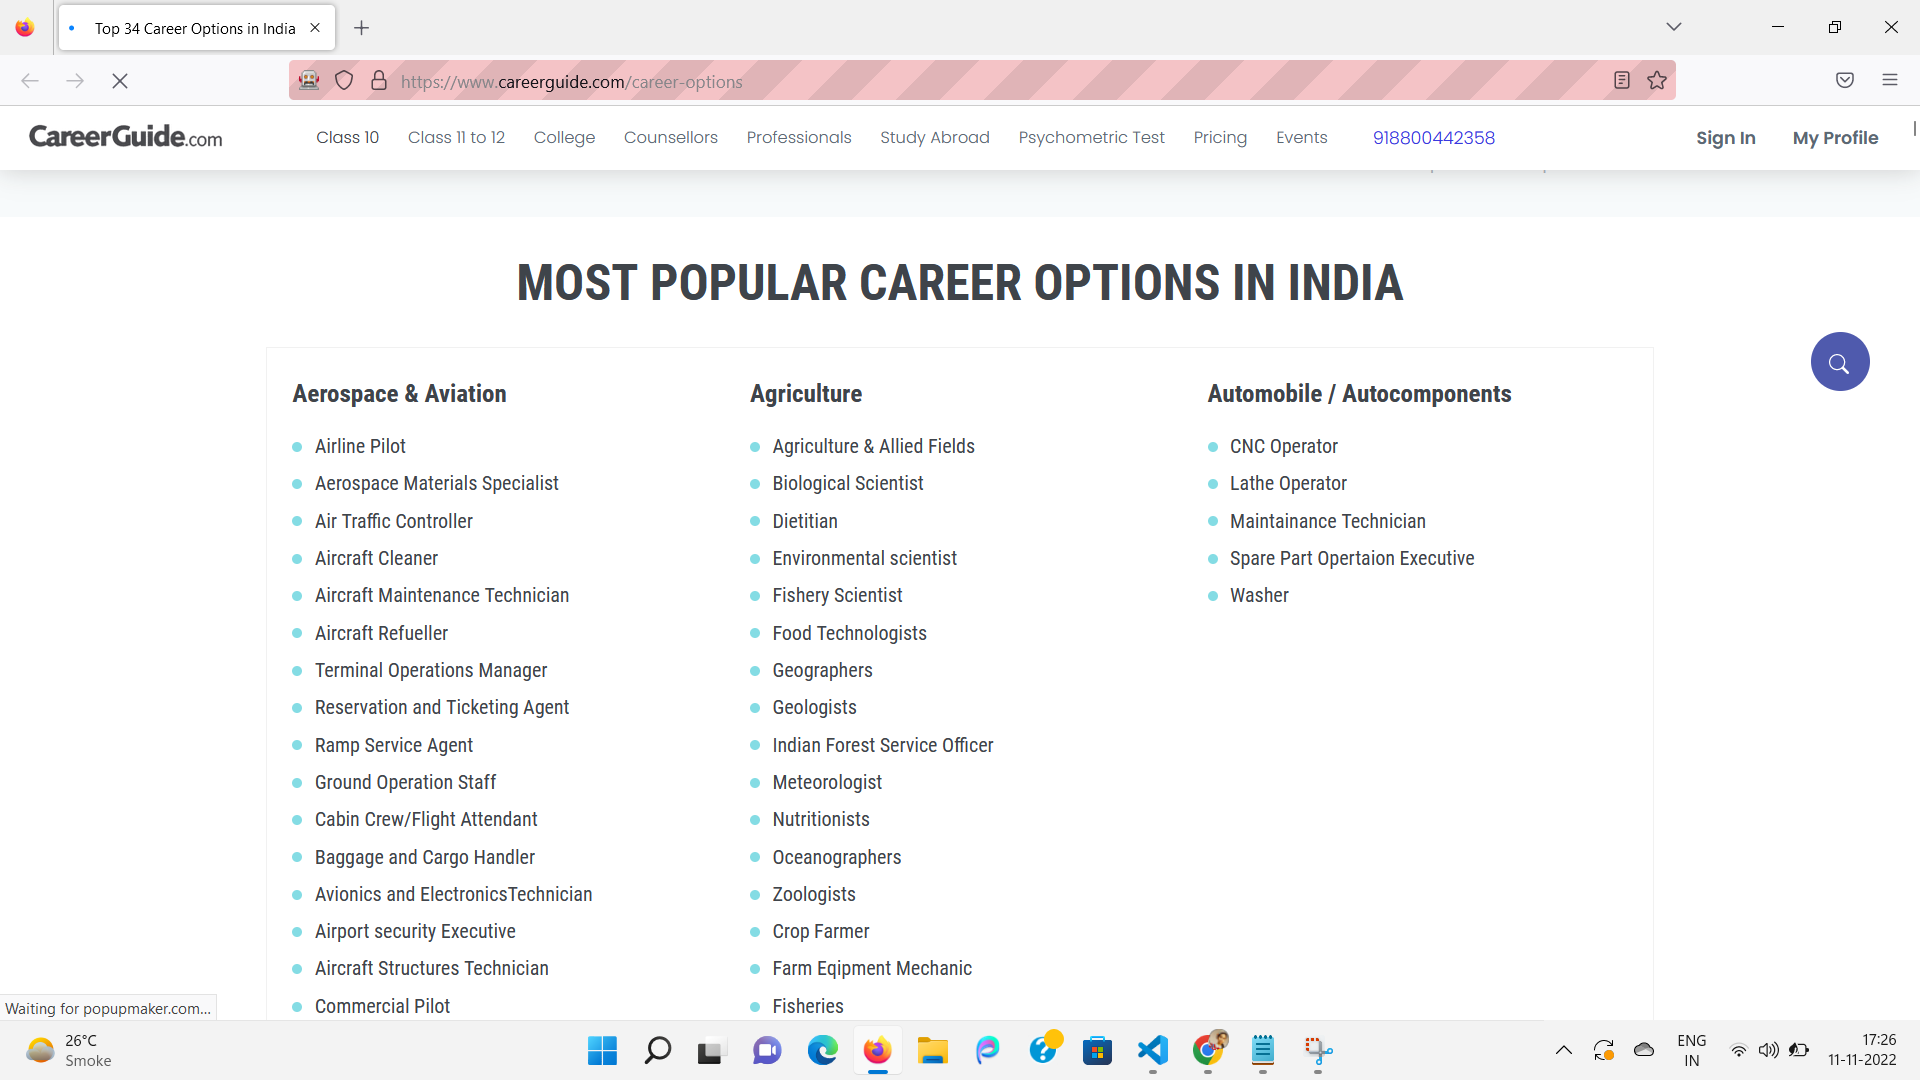 Top 34 Career Options in India
https://www.careerguide.com/career-options
CareerGuide.com
Class 10 Class 11 to 12 College Counsellors Professionals Study Abroad Psychometric Test Pricing Events 918800442358 Sign In My Profile
MOST POPULAR CAREER OPTIONS IN INDIA
Aerospace & Aviation
Airline Pilot
Aerospace Materials Specialist
Air Traffic Controller
Aircraft Cleaner
Aircraft Maintenance Technician
Aircraft Refueller
Terminal Operations Manager
Reservation and Ticketing Agent
Ramp Service Agent
Ground Operation Staff
Cabin Crew/Flight Attendant
Baggage and Cargo Handler
Avionics and ElectronicsTechnician
Airport security Executive
Aircraft Structures Technician
Commercial Pilot
Agriculture
Agriculture & Allied Fields
Biological Scientist
Dietitian
Environmental scientist
Fishery Scientist
Food Technologists
Geographers
Geologists
Indian Forest Service Officer
Meteorologist
Nutritionists
Oceanographers
Zoologists
Crop Farmer
Farm Eqipment Mechanic
Fisheries
Automobile / Autocomponents
CNC Operator
Lathe Operator
Maintainance Technician
Spare Part Opertaion Executive
Washer
Waiting for popupmaker.com...
26°C
Smoke
ENG
IN
17:26
11-11-2022